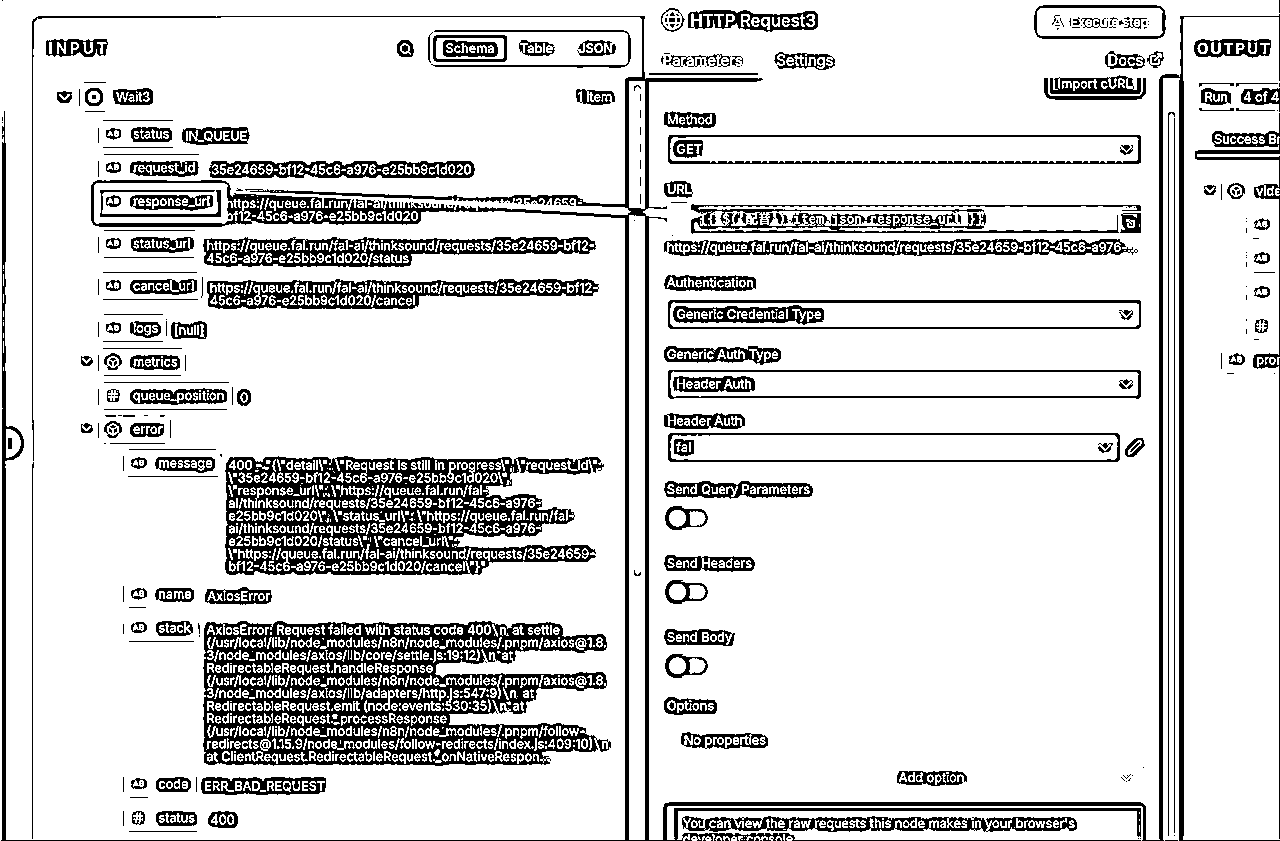 INPUT
Schema
Table
JSON
Wait3
1 item
status IN_QUEUE
request_id 35e24659-bf12-45c6-a976-e25bb9c1d020
response_url https://queue.fal.run/fal-ai/thinksound/requests/35e24659-
bf12-45c6-a976-e25bb9c1d020
status_url https://queue.fal.run/fal-ai/thinksound/requests/35e24659-bf12-
45c6-a976-e25bb9c1d020/status
cancel_url https://queue.fal.run/fal-ai/thinksound/requests/35e24659-bf12-
45c6-a976-e25bb9c1d020/cancel
logs [null]
metrics
queue_position 0
error
message 400 - "{\"detail\":\"Request is still in progress\",\"request_id\":
\"35e24659-bf12-45c6-a976-e25bb9c1d020\",
\"response_url\":\"https://queue.fal.run/fal-
ai/thinksound/requests/35e24659-bf12-45c6-a976-
e25bb9c1d020\",\"status_url\":\"https://queue.fal.run/fal-
ai/thinksound/requests/35e24659-bf12-45c6-a976-
e25bb9c1d020/status\",\"cancel_url\":
\"https://queue.fal.run/fal-ai/thinksound/requests/35e24659-
bf12-45c6-a976-e25bb9c1d020/cancel\"}"
name AxiosError
stack AxiosError: Request failed with status code 400\n at settle
(/usr/local/lib/node_modules/n8n/node_modules/.pnpm/axios@1.8.
3/node_modules/axios/lib/core/settle.js:19:12)\n at
RedirectableRequest.handleResponse
(/usr/local/lib/node_modules/n8n/node_modules/.pnpm/axios@1.8.
3/node_modules/axios/lib/adapters/http.js:547:9)\n at
RedirectableRequest.emit (node:events:530:35)\n at
RedirectableRequest._processResponse
(/usr/local/lib/node_modules/n8n/node_modules/.pnpm/follow-
redirects@1.15.9/node_modules/follow-redirects/index.js:409:10)\n
at ClientRequest.RedirectableRequest._onNativeRespon...
code ERR_BAD_REQUEST
status 400
HTTP Request3
Execute step
Parameters
Settings
Docs
Import cURL
Method
GET
URL
{{ $('配音').item.json.response_url }}
https://queue.fal.run/fal-ai/thinksound/requests/35e24659-bf12-45c6-a976-...
Authentication
Generic Credential Type
Generic Auth Type
Header Auth
Header Auth
fal
Send Query Parameters
Send Headers
Send Body
Options
No properties
Add option
You can view the raw requests this node makes in your browser's
developer console
OUTPUT
Run
4 of 4
Success Br
vide
pro